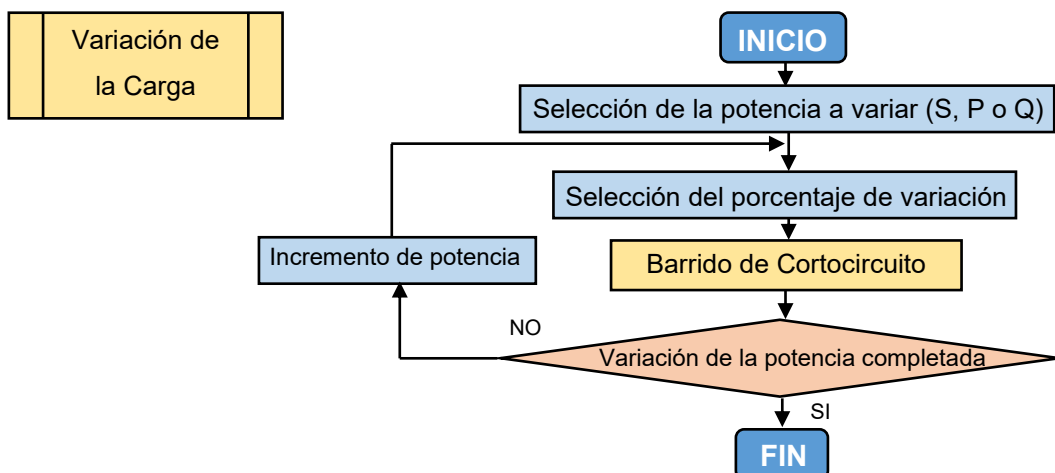 Variación de
la Carga
INICIO
Selección de la potencia a variar (S, P o Q)
Selección del porcentaje de variación
Incremento de potencia
Barrido de Cortocircuito
NO
Variación de la potencia completada
SI
FIN